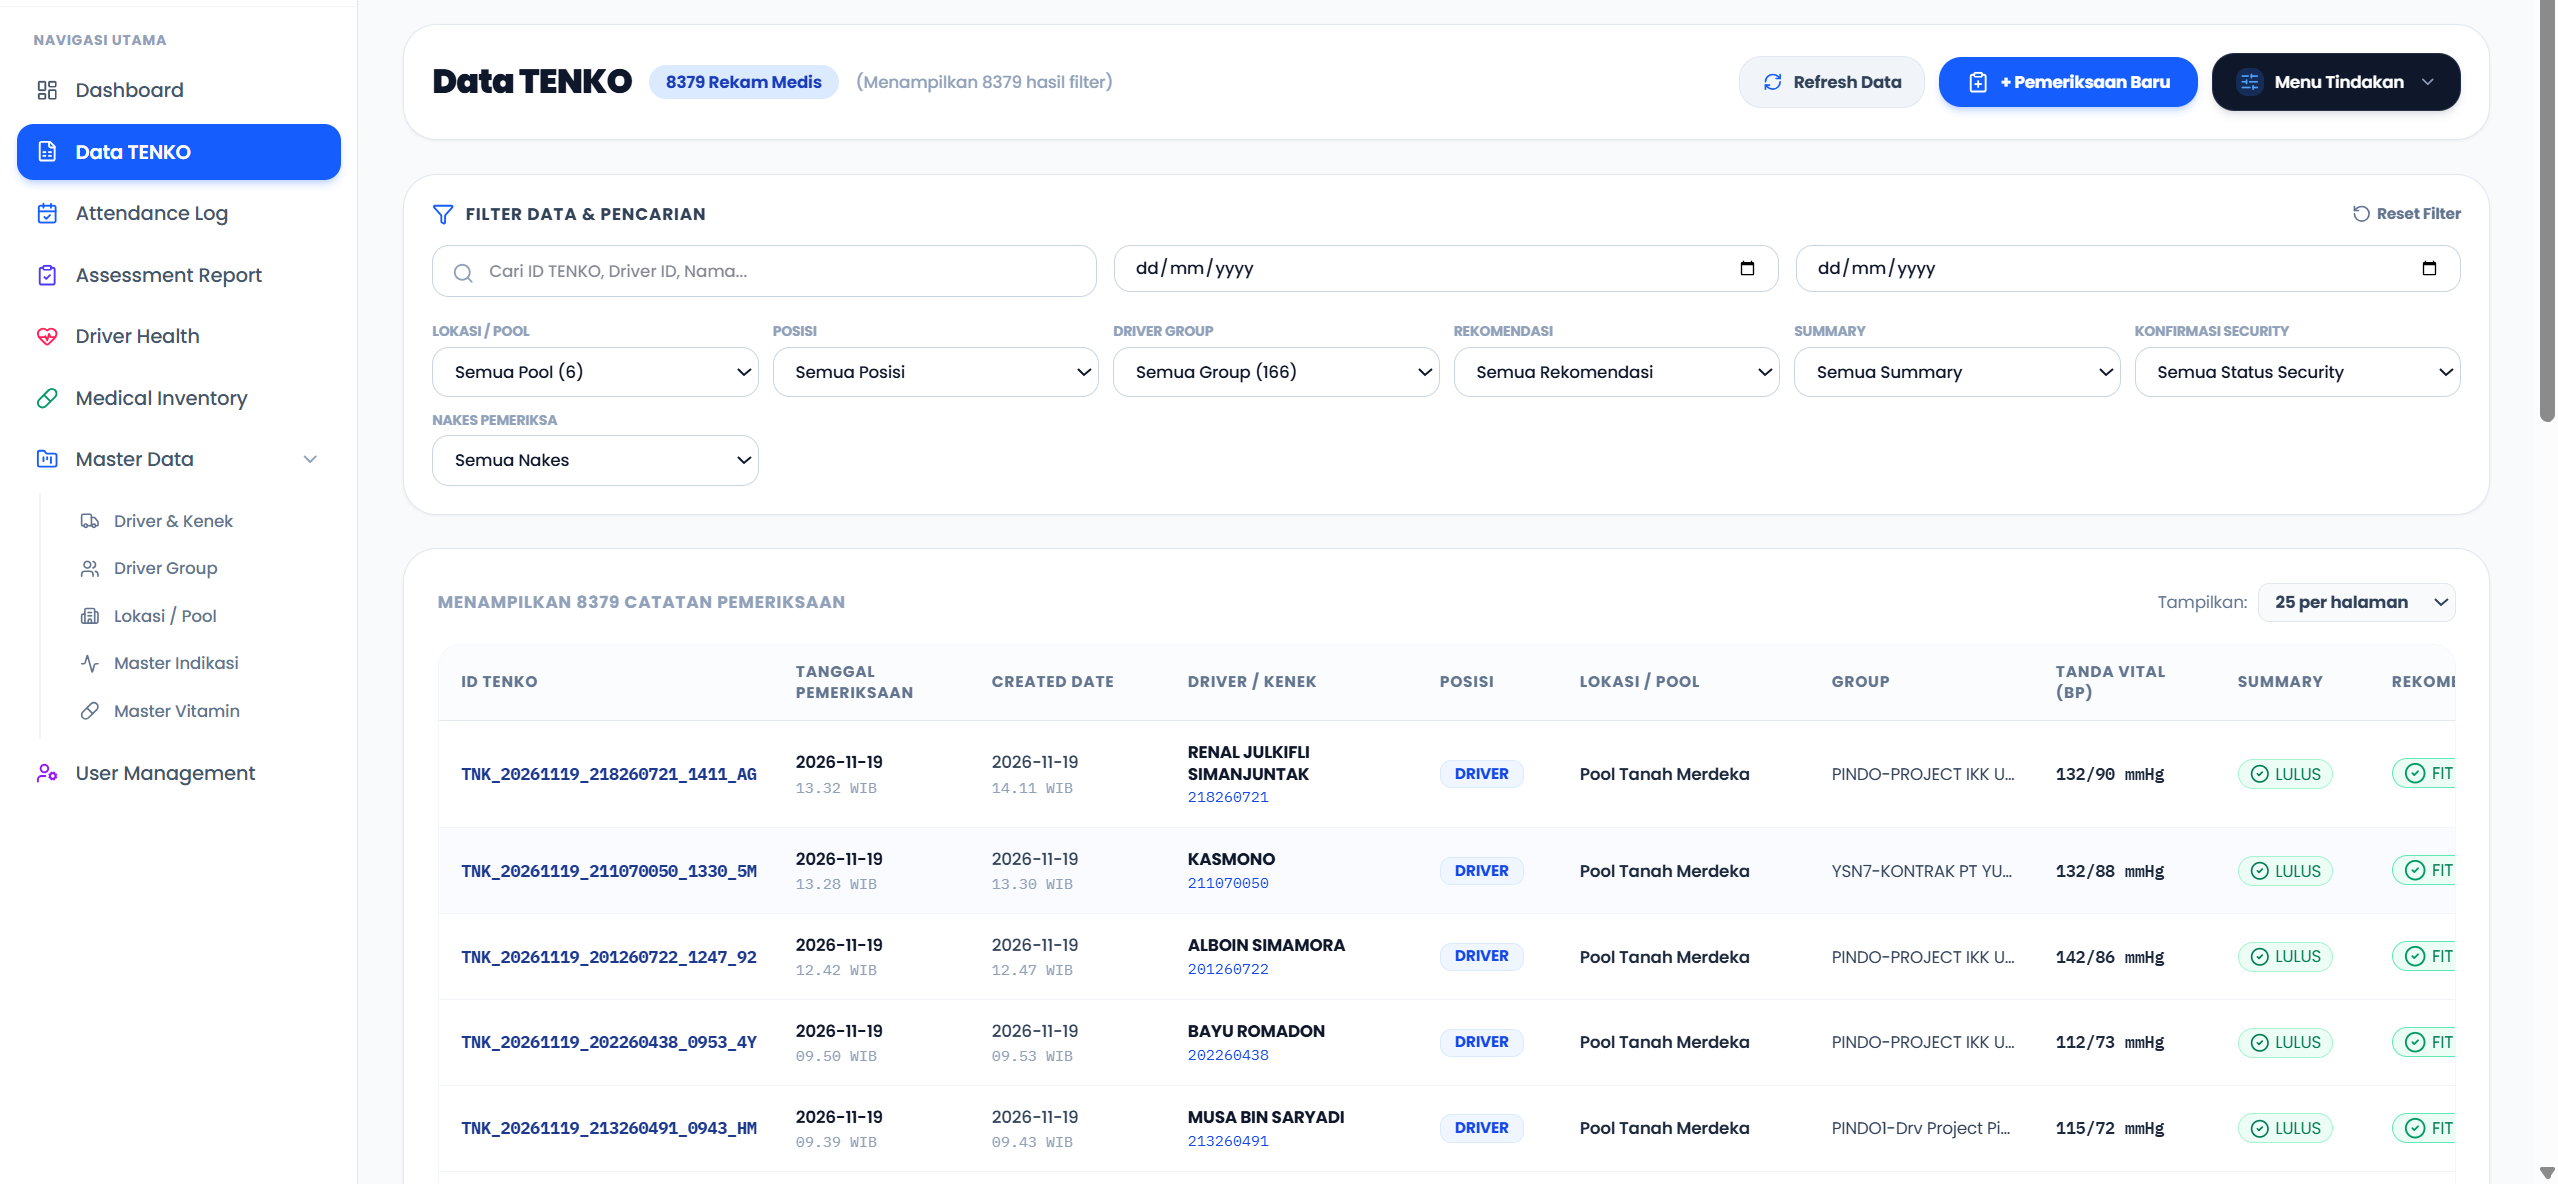 NAVIGASI UTAMA
Dashboard
Data TENKO
Attendance Log
Assessment Report
Driver Health
Medical Inventory
Master Data
Driver & Kenek
Driver Group
Lokasi / Pool
Master Indikasi
Master Vitamin
User Management
Data TENKO 8379 Rekam Medis (Menampilkan 8379 hasil filter)
Refresh Data
+ Pemeriksaan Baru
Menu Tindakan
FILTER DATA & PENCARIAN
Reset Filter
Cari ID TENKO, Driver ID, Nama...
dd/mm/yyyy
dd/mm/yyyy
LOKASI / POOL
Semua Pool (6)
POSISI
Semua Posisi
DRIVER GROUP
Semua Group (166)
REKOMENDASI
Semua Rekomendasi
SUMMARY
Semua Summary
KONFIRMASI SECURITY
Semua Status Security
NAKES PEMERIKSA
Semua Nakes
MENAMPILKAN 8379 CATATAN PEMERIKSAAN
Tampilkan: 25 per halaman
ID TENKO
TANGGAL
PEMERIKSAAN
CREATED DATE
DRIVER / KENEK
POSISI
LOKASI / POOL
GROUP
TANDA VITAL
(BP)
SUMMARY
REKOME
TNK_20261119_218260721_1411_AG
2026-11-19
13.32 WIB
2026-11-19
14.11 WIB
RENAL JULKIFLI
SIMANJUNTAK
218260721
DRIVER
Pool Tanah Merdeka
PINDO-PROJECT IKK U...
132/90 mmHg
LULUS
FIT
TNK_20261119_211070050_1330_5M
2026-11-19
13.28 WIB
2026-11-19
13.30 WIB
KASMONO
211070050
DRIVER
Pool Tanah Merdeka
YSN7-KONTRAK PT YU...
132/88 mmHg
LULUS
FIT
TNK_20261119_201260722_1247_92
2026-11-19
12.42 WIB
2026-11-19
12.47 WIB
ALBOIN SIMAMORA
201260722
DRIVER
Pool Tanah Merdeka
PINDO-PROJECT IKK U...
142/86 mmHg
LULUS
FIT
TNK_20261119_202260438_0953_4Y
2026-11-19
09.50 WIB
2026-11-19
09.53 WIB
BAYU ROMADON
202260438
DRIVER
Pool Tanah Merdeka
PINDO-PROJECT IKK U...
112/73 mmHg
LULUS
FIT
TNK_20261119_213260491_0943_HM
2026-11-19
09.39 WIB
2026-11-19
09.43 WIB
MUSA BIN SARYADI
213260491
DRIVER
Pool Tanah Merdeka
PINDO1-Drv Project Pi...
115/72 mmHg
LULUS
FIT